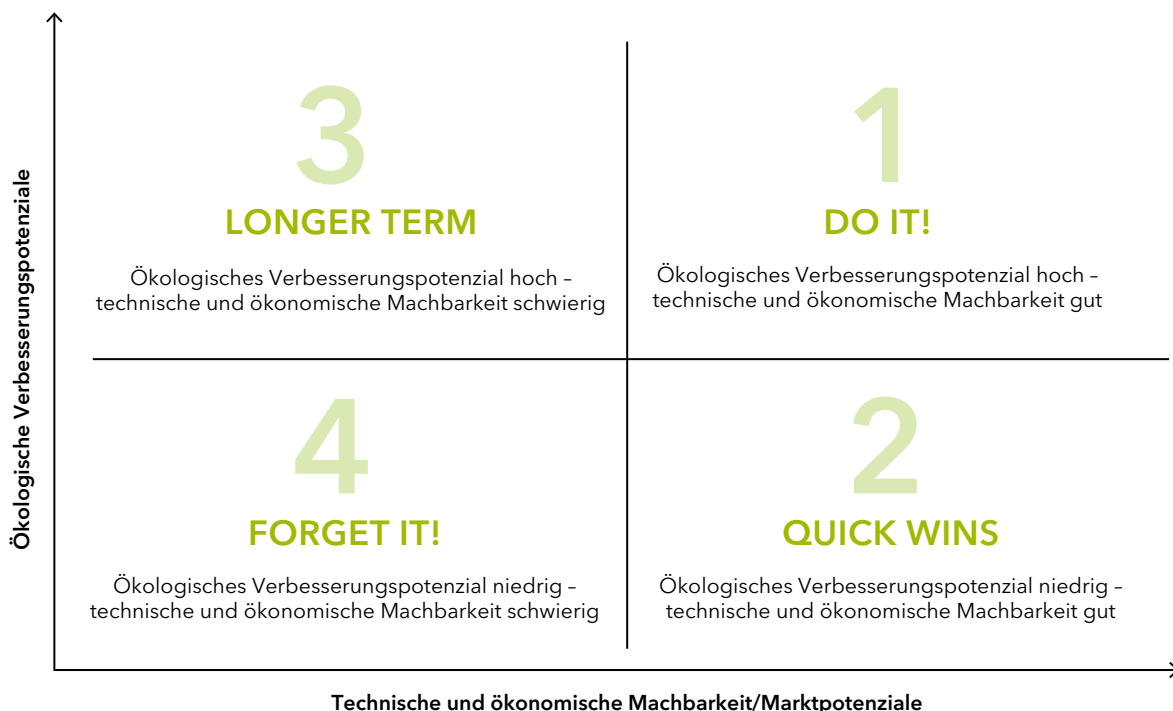 Ökologische Verbesserungspotenziale
3
LONGER TERM
Ökologisches Verbesserungspotenzial hoch –
technische und ökonomische Machbarkeit schwierig
1
DO IT!
Ökologisches Verbesserungspotenzial hoch –
technische und ökonomische Machbarkeit gut
4
FORGET IT!
Ökologisches Verbesserungspotenzial niedrig –
technische und ökonomische Machbarkeit schwierig
2
QUICK WINS
Ökologisches Verbesserungspotenzial niedrig –
technische und ökonomische Machbarkeit gut
Technische und ökonomische Machbarkeit/Marktpotenziale